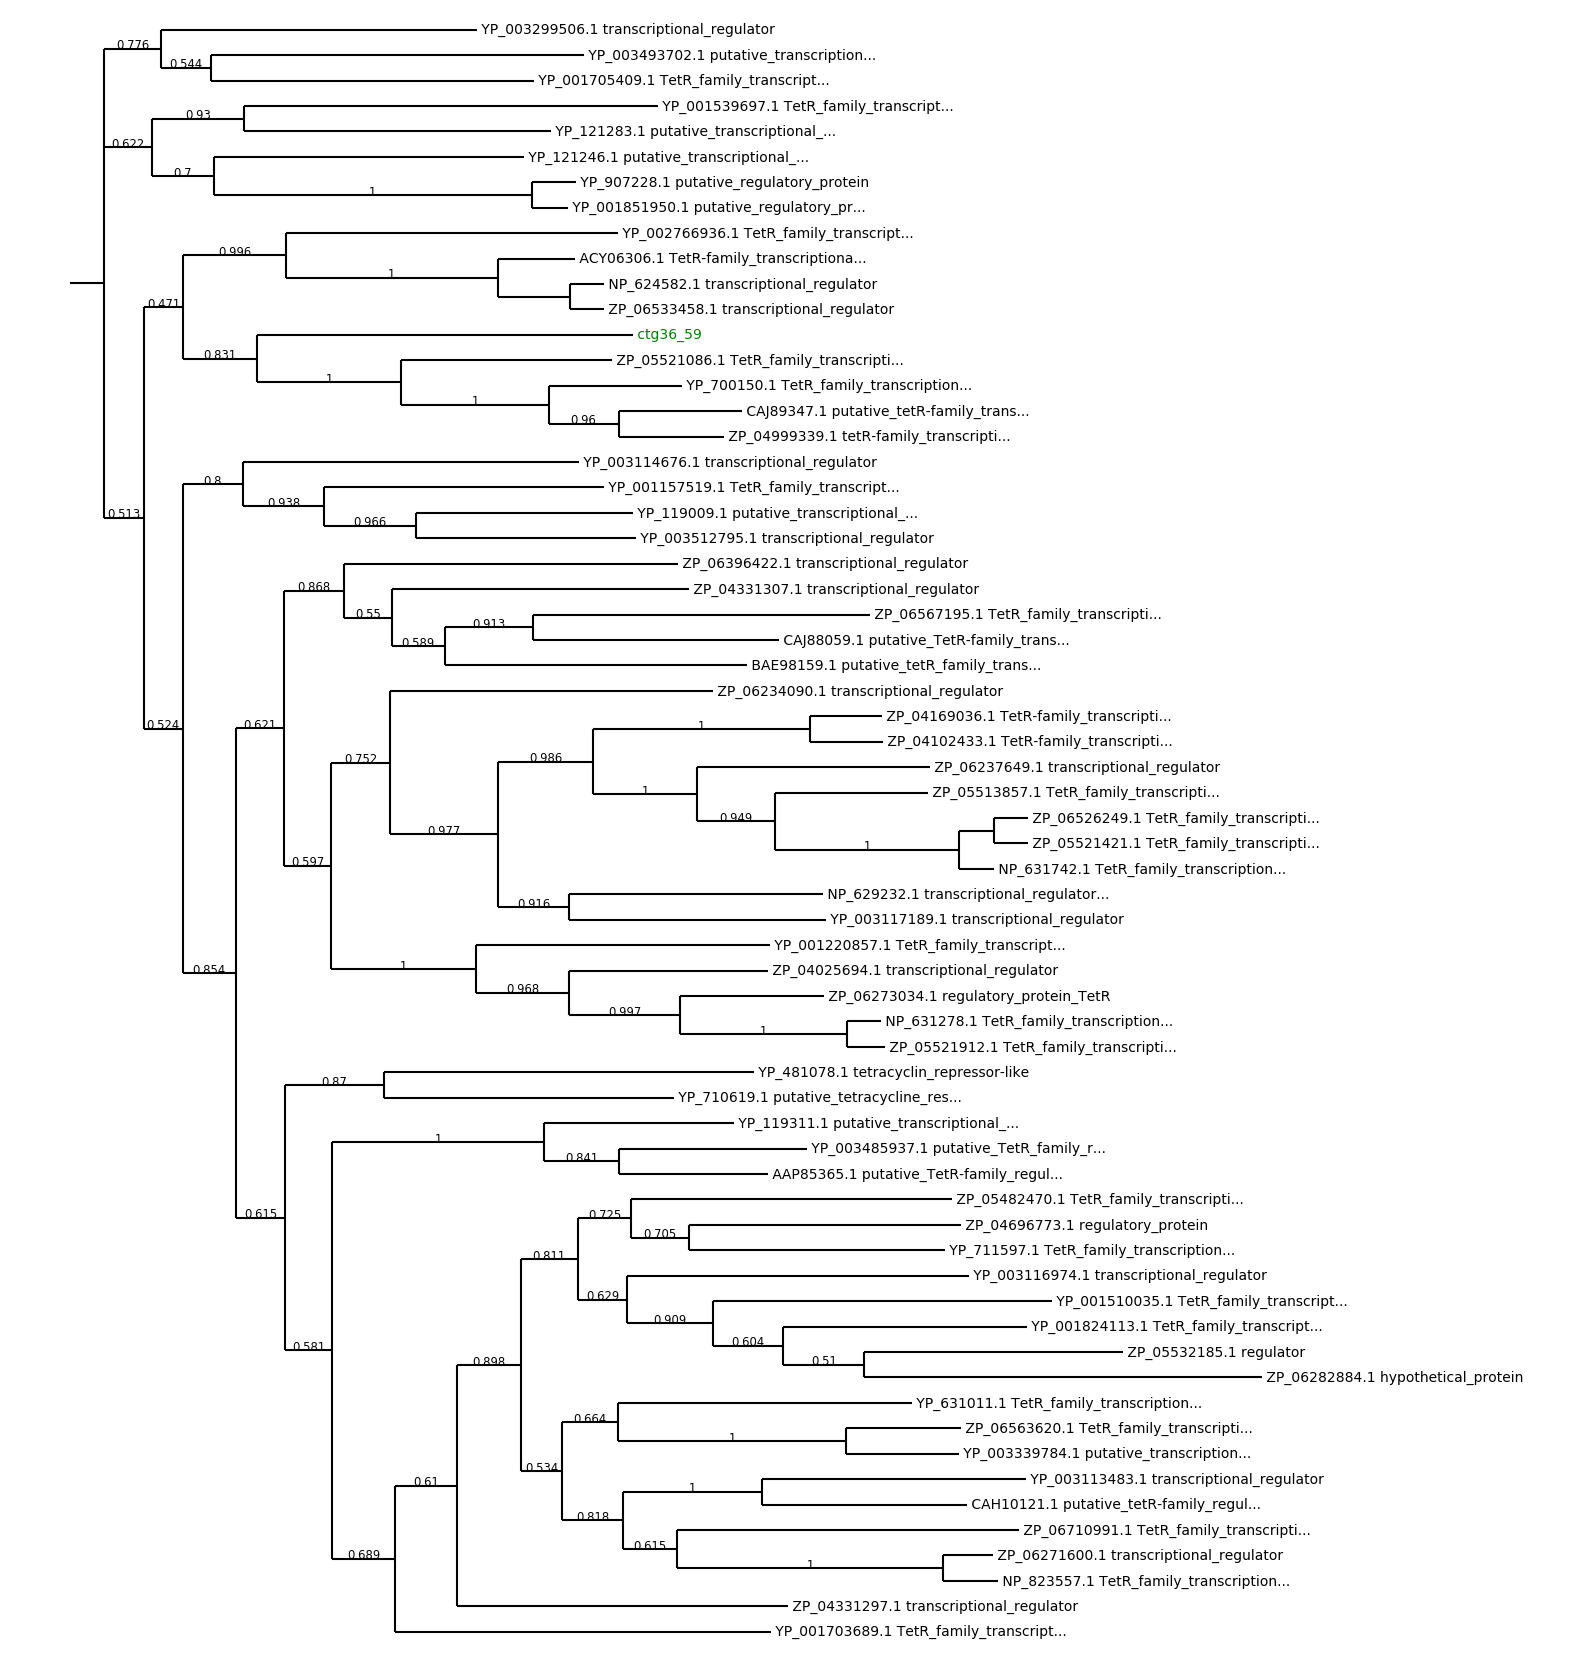 YP_003299506.1 transcriptional_regulator
0.776
YP_003493702.1 putative_transcription...
0.544
YP_001705409.1 TetR_family_transcript...
YP_001539697.1 TetR_family_transcript...
0.93
YP_121283.1 putative_transcriptional_...
0.622
YP_121246.1 putative_transcriptional_...
0.7
YP_907228.1 putative_regulatory_protein
1
YP_001851950.1 putative_regulatory_pr...
YP_002766936.1 TetR_family_transcript...
0.996
ACY06306.1 TetR-family_transcriptiona...
1
NP_624582.1 transcriptional_regulator
0.471
ZP_06533458.1 transcriptional_regulator
ctg36_59
0.831
ZP_05521086.1 TetR_family_transcripti...
1
YP_700150.1 TetR_family_transcription...
1
CAJ89347.1 putative_tetR-family_trans...
0.96
ZP_04999339.1 tetR-family_transcripti...
YP_003114676.1 transcriptional_regulator
0.8
YP_001157519.1 TetR_family_transcript...
0.938
0.513
YP_119009.1 putative_transcriptional_...
0.966
YP_003512795.1 transcriptional_regulator
ZP_06396422.1 transcriptional_regulator
0.868
ZP_04331307.1 transcriptional_regulator
0.55
ZP_06567195.1 TetR_family_transcripti...
0.913
CAJ88059.1 putative_TetR-family_trans...
0.589
BAE98159.1 putative_tetR_family_trans...
ZP_06234090.1 transcriptional_regulator
ZP_04169036.1 TetR-family_transcripti...
0.524
0.621
1
ZP_04102433.1 TetR-family_transcripti...
0.752
0.986
ZP_06237649.1 transcriptional_regulator
1
ZP_05513857.1 TetR_family_transcripti...
0.949
ZP_06526249.1 TetR_family_transcripti...
0.977
ZP_05521421.1 TetR_family_transcripti...
1
0.597
NP_631742.1 TetR_family_transcription...
NP_629232.1 transcriptional_regulator...
0.916
YP_003117189.1 transcriptional_regulator
YP_001220857.1 TetR_family_transcript...
1
0.854
ZP_04025694.1 transcriptional_regulator
0.968
ZP_06273034.1 regulatory_protein_TetR
0.997
NP_631278.1 TetR_family_transcription...
1
ZP_05521912.1 TetR_family_transcripti...
YP_481078.1 tetracyclin_repressor-like
0.87
YP_710619.1 putative_tetracycline_res...
YP_119311.1 putative_transcriptional_...
1
YP_003485937.1 putative_TetR_family_r...
0.841
AAP85365.1 putative_TetR-family_regul...
ZP_05482470.1 TetR_family_transcripti...
0.615
0.725
ZP_04696773.1 regulatory_protein
0.705
YP_711597.1 TetR_family_transcription...
0.811
YP_003116974.1 transcriptional_regulator
0.629
YP_001510035.1 TetR_family_transcript...
0.909
YP_001824113.1 TetR_family_transcript...
0.604
0.581
ZP_05532185.1 regulator
0.898
0.51
ZP_06282884.1 hypothetical_protein
YP_631011.1 TetR_family_transcription...
0.664
ZP_06563620.1 TetR_family_transcripti...
1
YP_003339784.1 putative_transcription...
0.534
YP_003113483.1 transcriptional_regulator
0.61
1
CAH10121.1 putative_tetR-family_regul...
0.818
ZP_06710991.1 TetR_family_transcripti...
0.615
0.689
ZP_06271600.1 transcriptional_regulator
1
NP_823557.1 TetR_family_transcription...
ZP_04331297.1 transcriptional_regulator
YP_001703689.1 TetR_family_transcript...